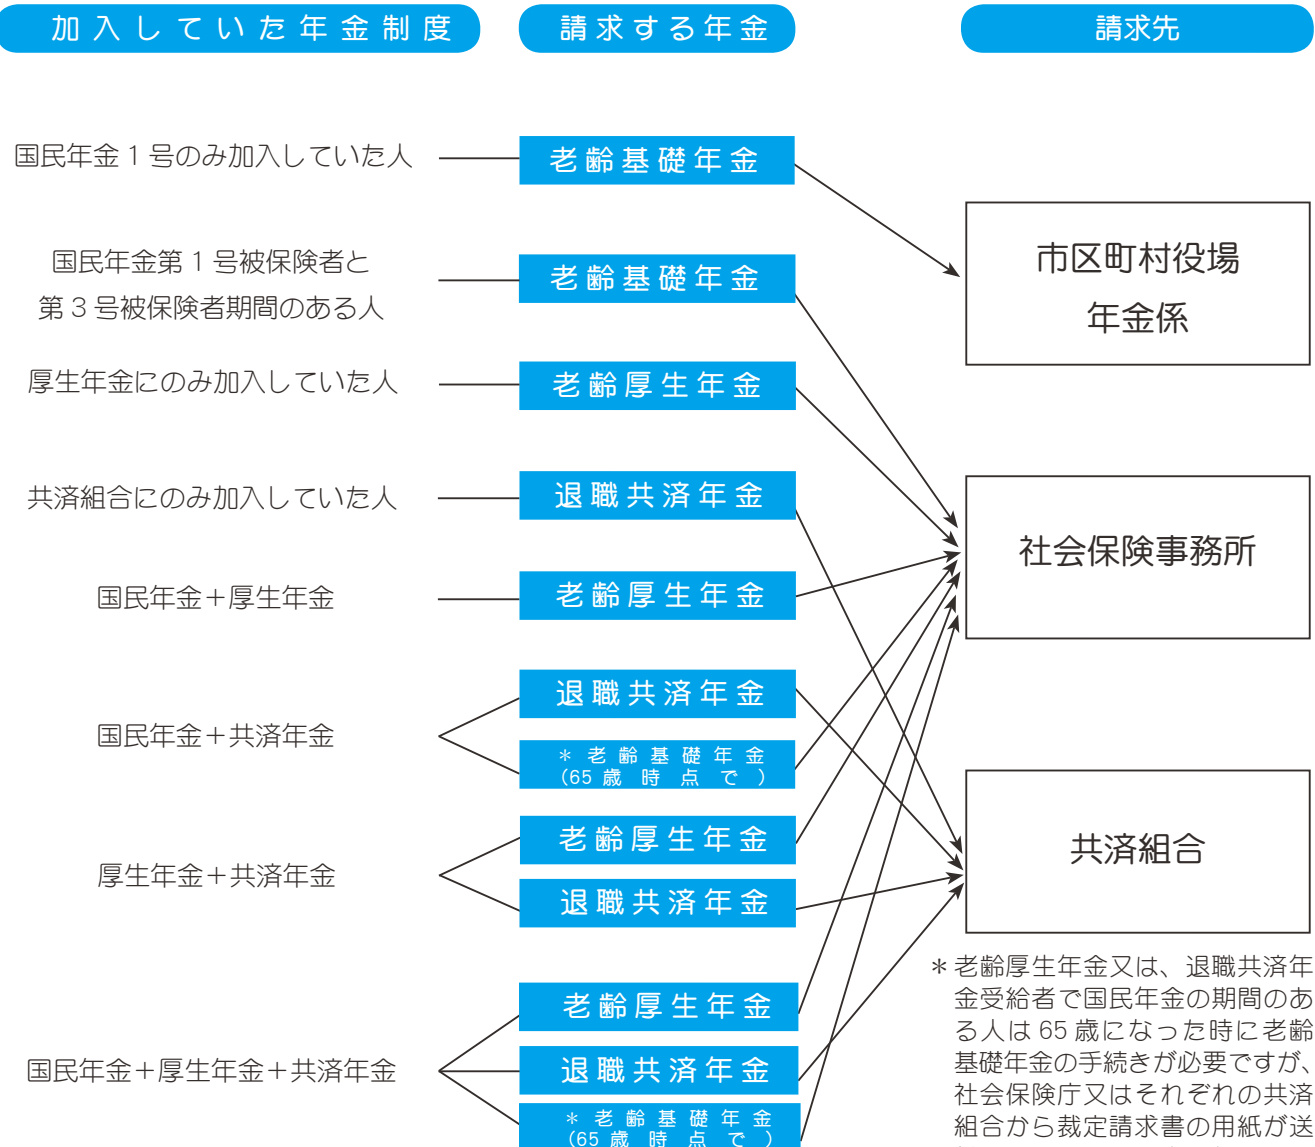 加入していた年金制度
請求する年金
請求先
国民年金1号のみ加入していた人
老齢基礎年金
国民年金第1号被保険者と
第3号被保険者期間のある人
老齢基礎年金
厚生年金にのみ加入していた人
老齢厚生年金
共済組合にのみ加入していた人
退職共済年金
国民年金+厚生年金
老齢厚生年金
国民年金+共済年金
退職共済年金
*老齢基礎年金
(65歳時点で)
厚生年金+共済年金
老齢厚生年金
退職共済年金
国民年金+厚生年金+共済年金
老齢厚生年金
退職共済年金
*老齢基礎年金
(65歳時点で)
市区町村役場
年金係
社会保険事務所
共済組合
*老齢厚生年金又は、退職共済年
金受給者で国民年金の期間のあ
る人は65歳になった時に老齢
基礎年金の手続きが必要ですが、
社会保険庁又はそれぞれの共済
組合から裁定請求書の用紙が送